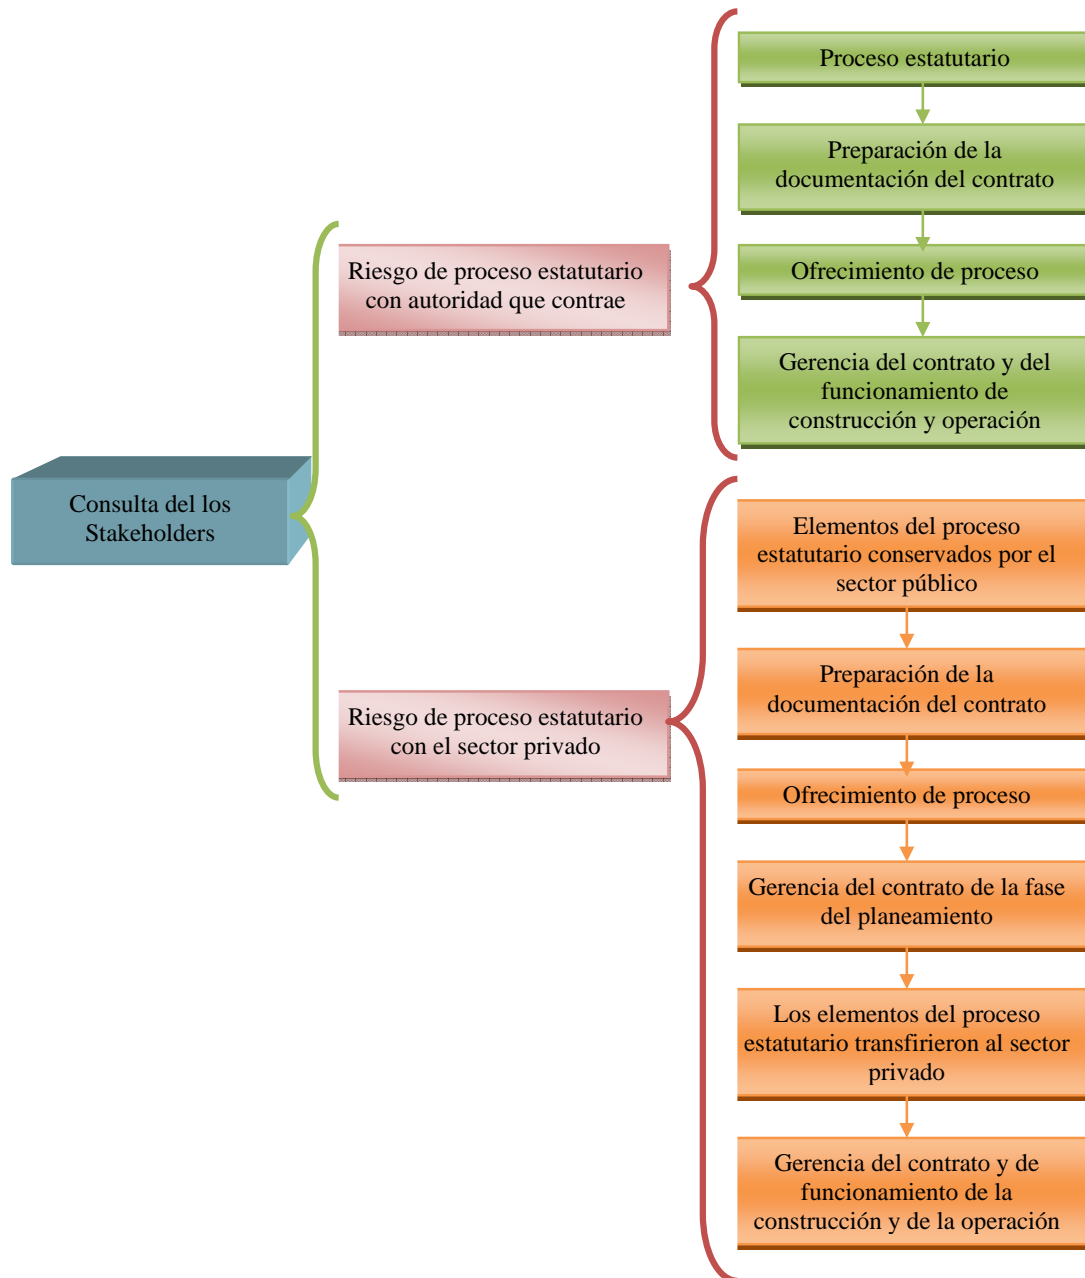 Consulta del los
Stakeholders
Riesgo de proceso estatutario
con autoridad que contrae
Proceso estatutario
Preparación de la
documentación del contrato
Ofrecimiento de proceso
Gerencia del contrato y del
funcionamiento de
construcción y operación
Riesgo de proceso estatutario
con el sector privado
Elementos del proceso
estatutario conservados por el
sector público
Preparación de la
documentación del contrato
Ofrecimiento de proceso
Gerencia del contrato de la fase
del planeamiento
Los elementos del proceso
estatutario transfirieron al sector
privado
Gerencia del contrato y de
funcionamiento de la
construcción y de la operación